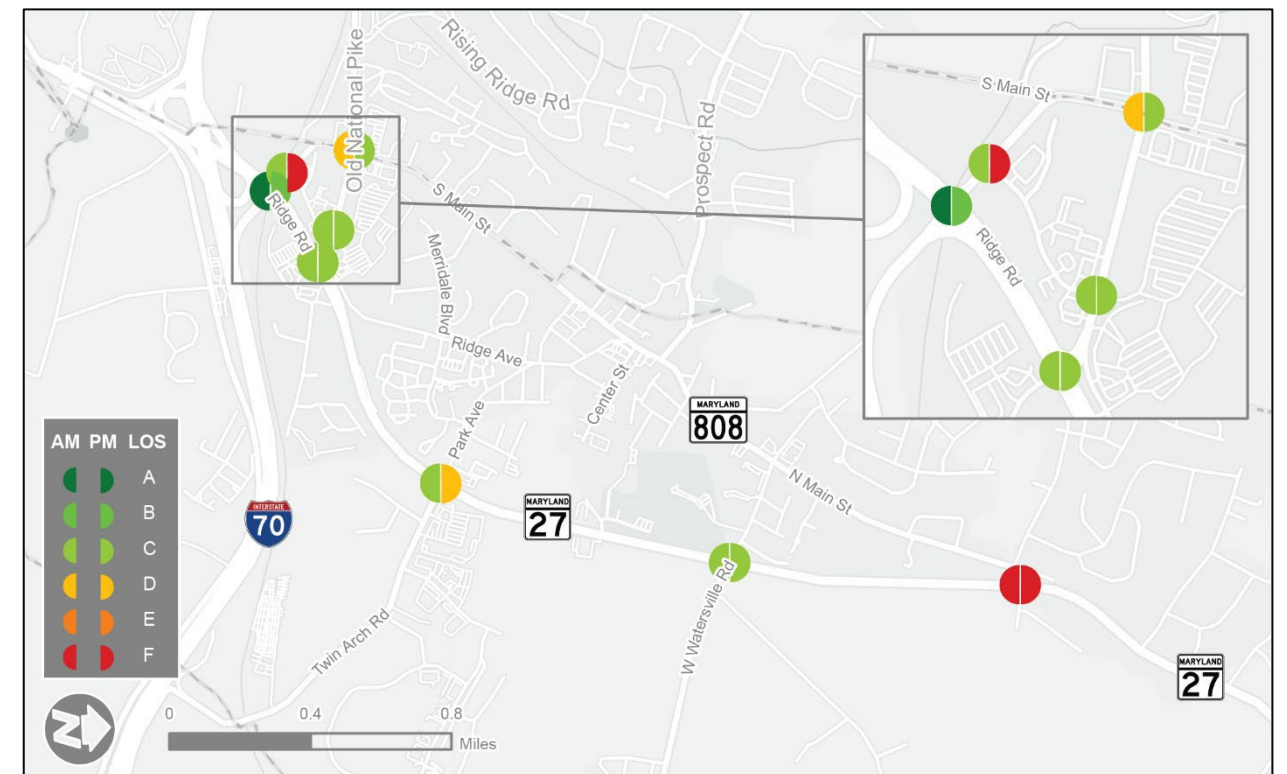 Rising Ridge Rd
Old National Pike
Prospect Rd
S Main St
Ridge Rd
Merridale Blvd
Ridge Ave
Center St
Park Ave
Twin Arch Rd
W Watersville Rd
N Main St
MARYLAND
808
MARYLAND
27
MARYLAND
27
INTERSTATE
70
S Main St
Ridge Rd
AM PM LOS
A
B
C
D
E
F
N
0 0.4 0.8
Miles